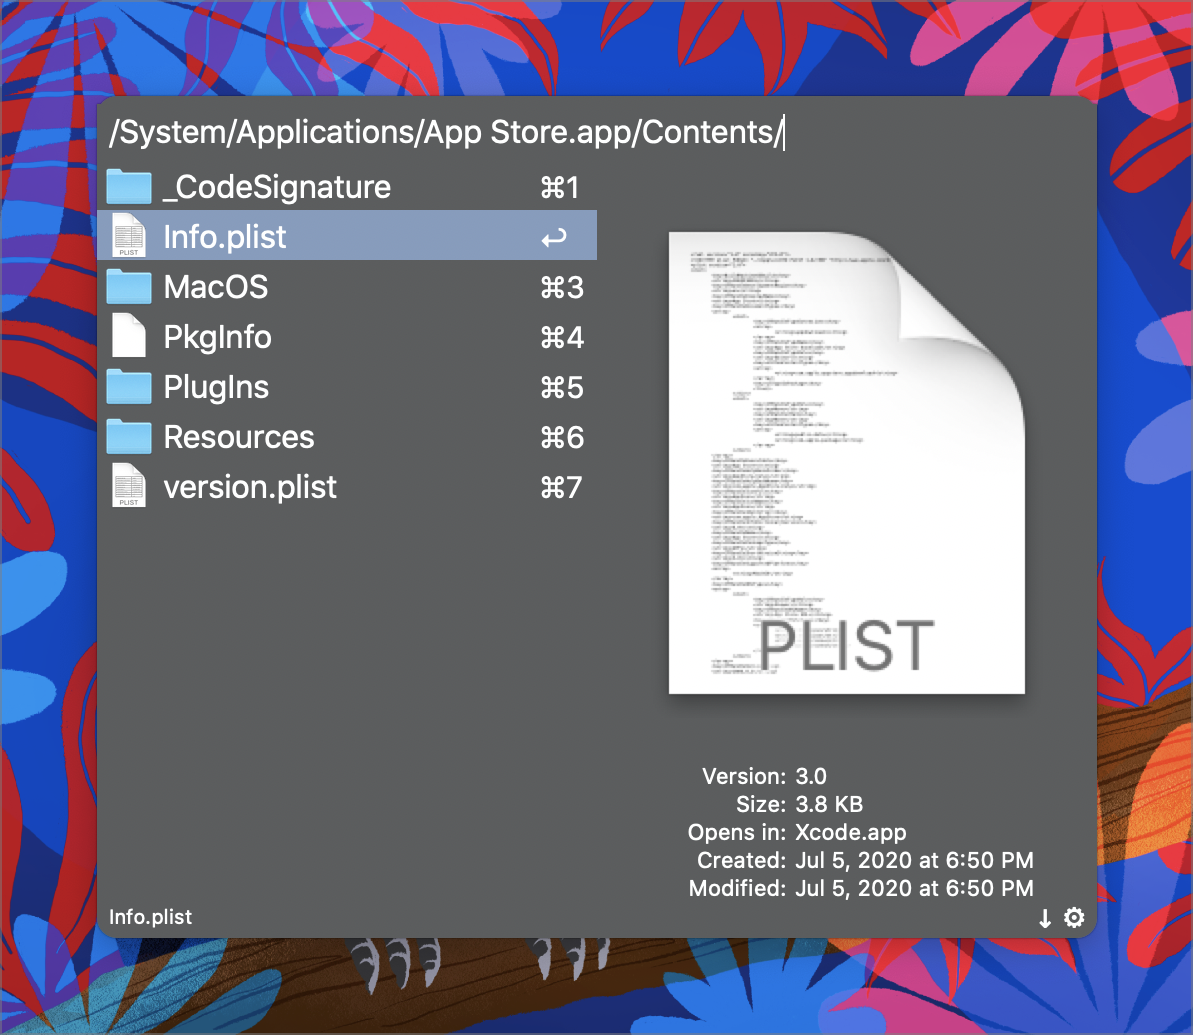 /System/Applications/App Store.app/Contents/
_CodeSignature ⌘1
PLIST Info.plist ↩
MacOS ⌘3
PkgInfo ⌘4
PlugIns ⌘5
Resources ⌘6
PLIST version.plist ⌘7
PLIST
Version: 3.0
Size: 3.8 KB
Opens in: Xcode.app
Created: Jul 5, 2020 at 6:50 PM
Modified: Jul 5, 2020 at 6:50 PM
Info.plist